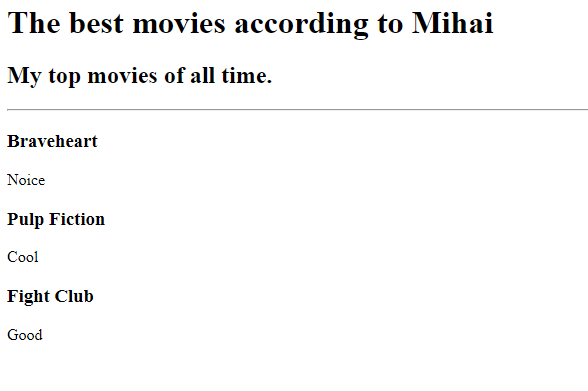 The best movies according to Mihai
My top movies of all time.
Braveheart
Noice
Pulp Fiction
Cool
Fight Club
Good